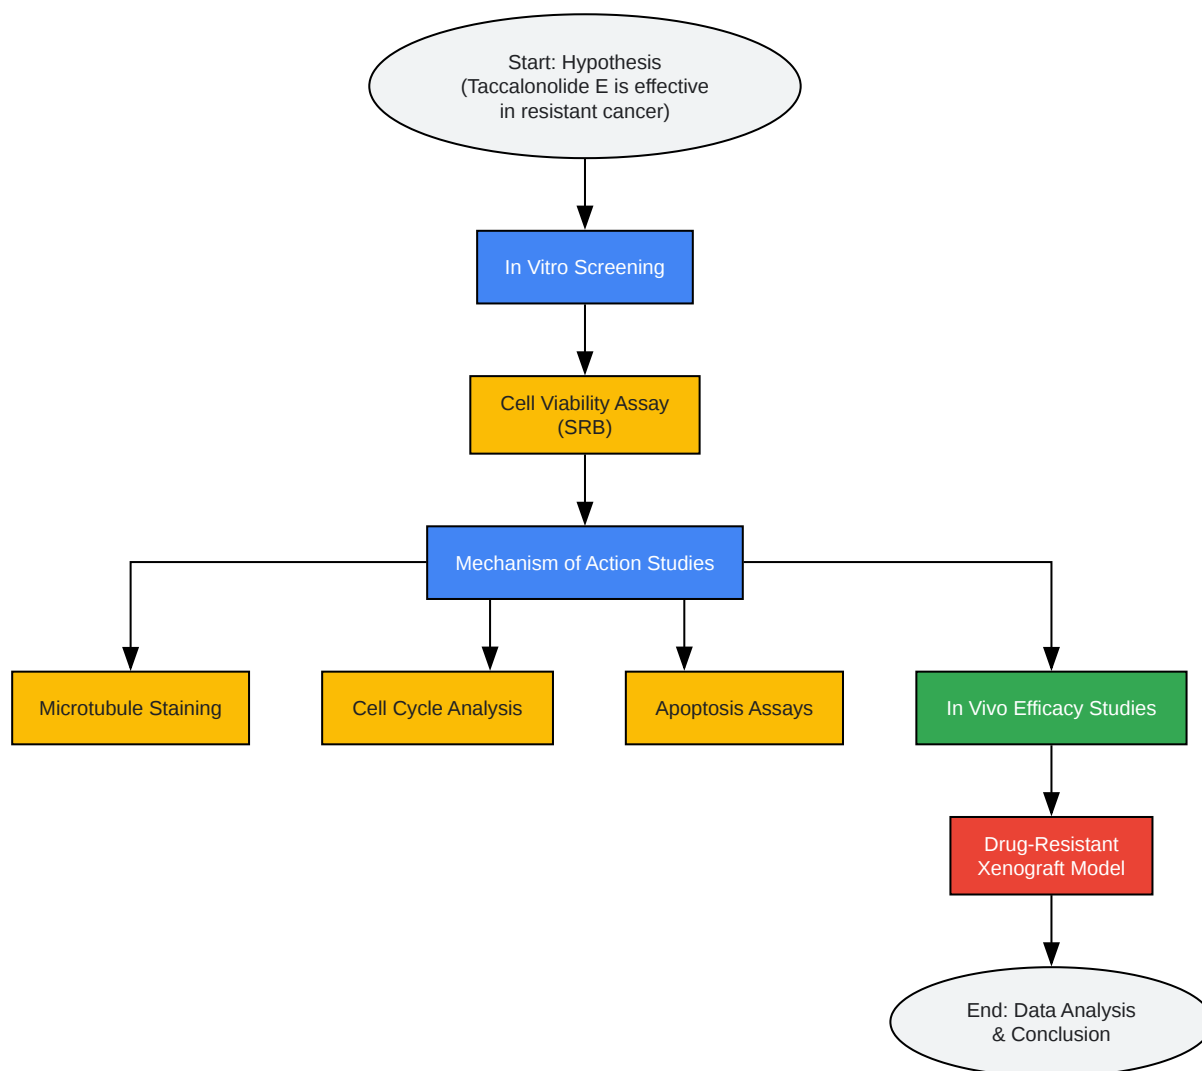 Start: Hypothesis
(Taccalonolide E is effective
in resistant cancer)
In Vitro Screening
Cell Viability Assay
(SRB)
Mechanism of Action Studies
Microtubule Staining
Cell Cycle Analysis
Apoptosis Assays
In Vivo Efficacy Studies
Drug-Resistant
Xenograft Model
End: Data Analysis
& Conclusion